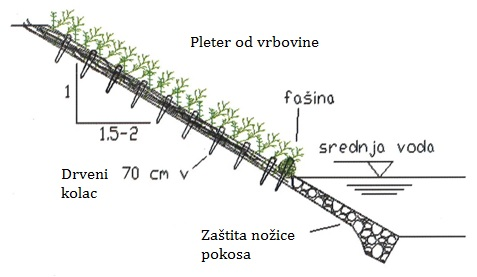 Pleter od vrbovine
fašina
1
1.5-2
srednja voda
Drveni 70 cm v
kolac
Zaštita nožice
pokosa